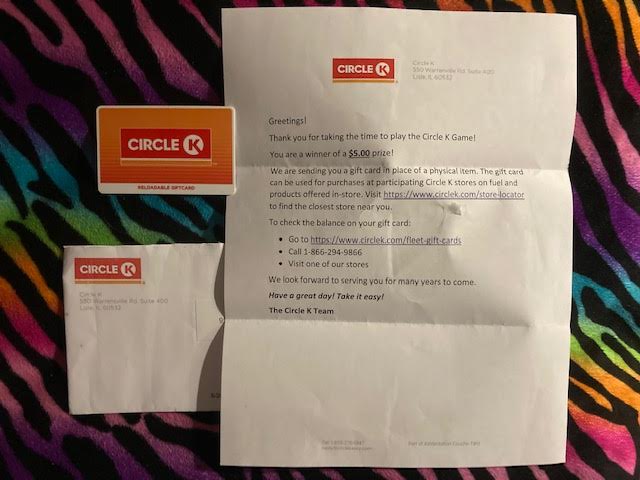 CIRCLE K
Circle K
550 Warrenville Rd. Suite 400
Lisle, IL 60532
Greetings!
Thank you for taking the time to play the Circle K Game!
You are a winner of a $5.00 prize!
We are sending you a gift card in place of a physical item. The gift card
can be used for purchases at participating Circle K stores on fuel and
products offered in-store. Visit https://www.circlek.com/store-locator
to find the closest store near you.
To check the balance on your gift card:
• Go to https://www.circlek.com/fleet-gift-cards
• Call 1-866-294-9866
• Visit one of our stores
We look forward to serving you for many years to come.
Have a great day! Take it easy!
The Circle K Team
CIRCLE K
RELOADABLE GIFTCARD
CIRCLE K
Circle K
550 Warrenville Rd. Suite 400
Lisle, IL 60532